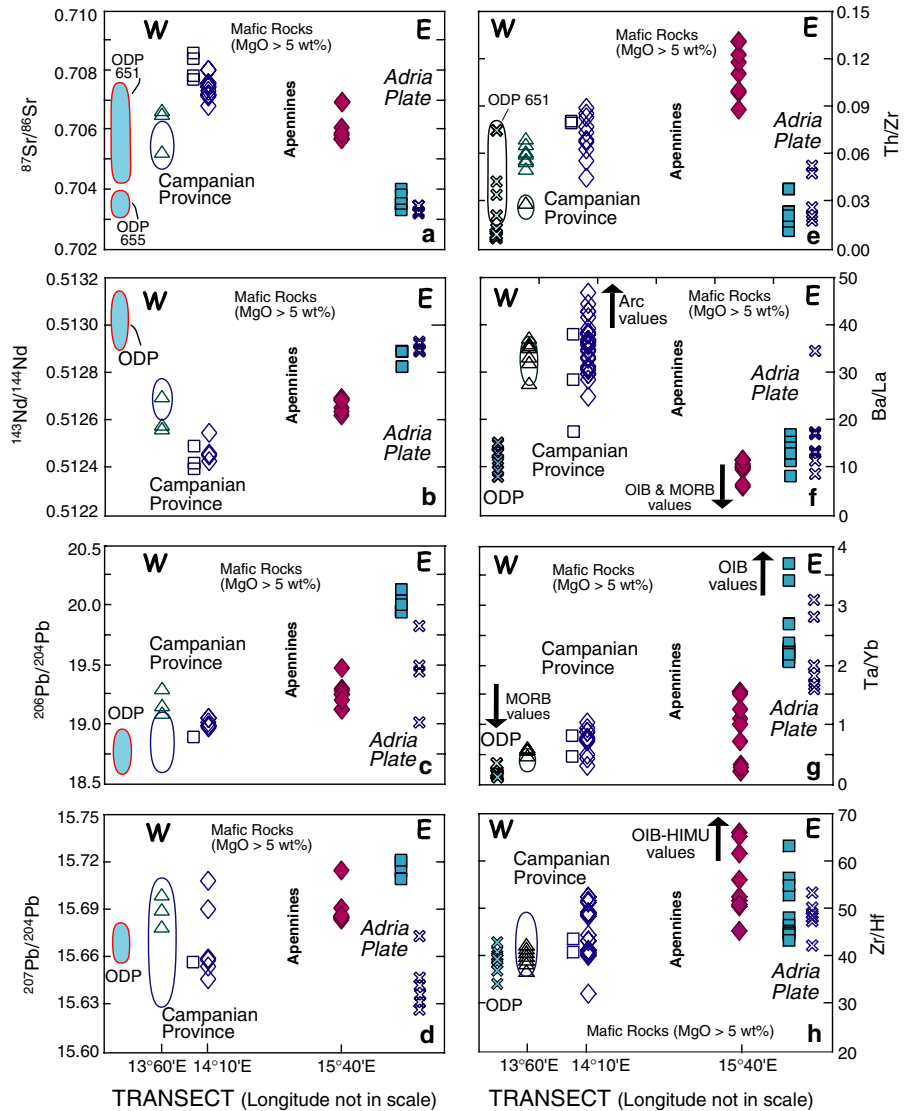 a
W
Mafic Rocks
(MgO > 5 wt%)
E
ODP
651
ODP
655
Campanian
Province
Apennines
Adria
Plate
87Sr/86Sr
0.710
0.708
0.706
0.704
0.702
e
W
Mafic Rocks
(MgO > 5 wt%)
E
ODP 651
Campanian
Province
Apennines
Adria
Plate
Th/Zr
0.15
0.12
0.09
0.06
0.03
0.00
b
W
Mafic Rocks
(MgO > 5 wt%)
E
ODP
Campanian
Province
Apennines
Adria
Plate
143Nd/144Nd
0.5132
0.5130
0.5128
0.5126
0.5124
0.5122
f
W
Arc
values
Mafic Rocks
(MgO > 5 wt%)
E
ODP
Campanian
Province
Apennines
Adria
Plate
OIB & MORB
values
Ba/La
50
40
30
20
10
0
c
W
Mafic Rocks
(MgO > 5 wt%)
E
Campanian
Province
ODP
Apennines
Adria
Plate
206Pb/204Pb
20.5
20.0
19.5
19.0
18.5
g
W
Mafic Rocks
(MgO > 5 wt%)
OIB
values
E
Campanian
Province
MORB
values
ODP
Apennines
Adria
Plate
Ta/Yb
4
3
2
1
0
d
W
Mafic Rocks
(MgO > 5 wt%)
E
ODP
Campanian
Province
Apennines
Adria
Plate
207Pb/204Pb
15.75
15.72
15.69
15.66
15.63
15.60
13°60'E
14°10'E
15°40'E
TRANSECT (Longitude not in scale)
h
W
OIB-HIMU
values
E
Campanian
Province
ODP
Apennines
Adria
Plate
Mafic Rocks (MgO > 5 wt%)
Zr/Hf
70
60
50
40
30
20
13°60'E
14°10'E
15°40'E
TRANSECT (Longitude not in scale)